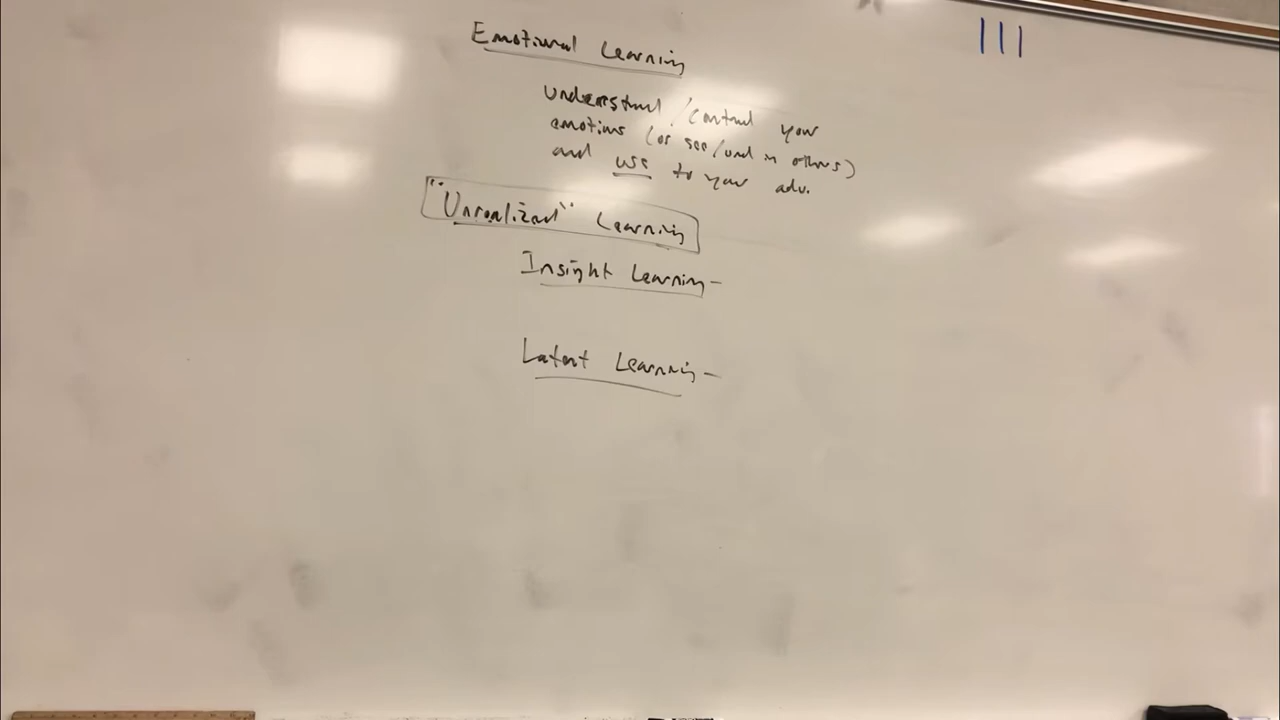 Emotional Learning
understand/control your
emotions (or see/und in others)
and use to your adv.
"Unrealized" Learning
Insight Learning-
Latent Learning-
|||